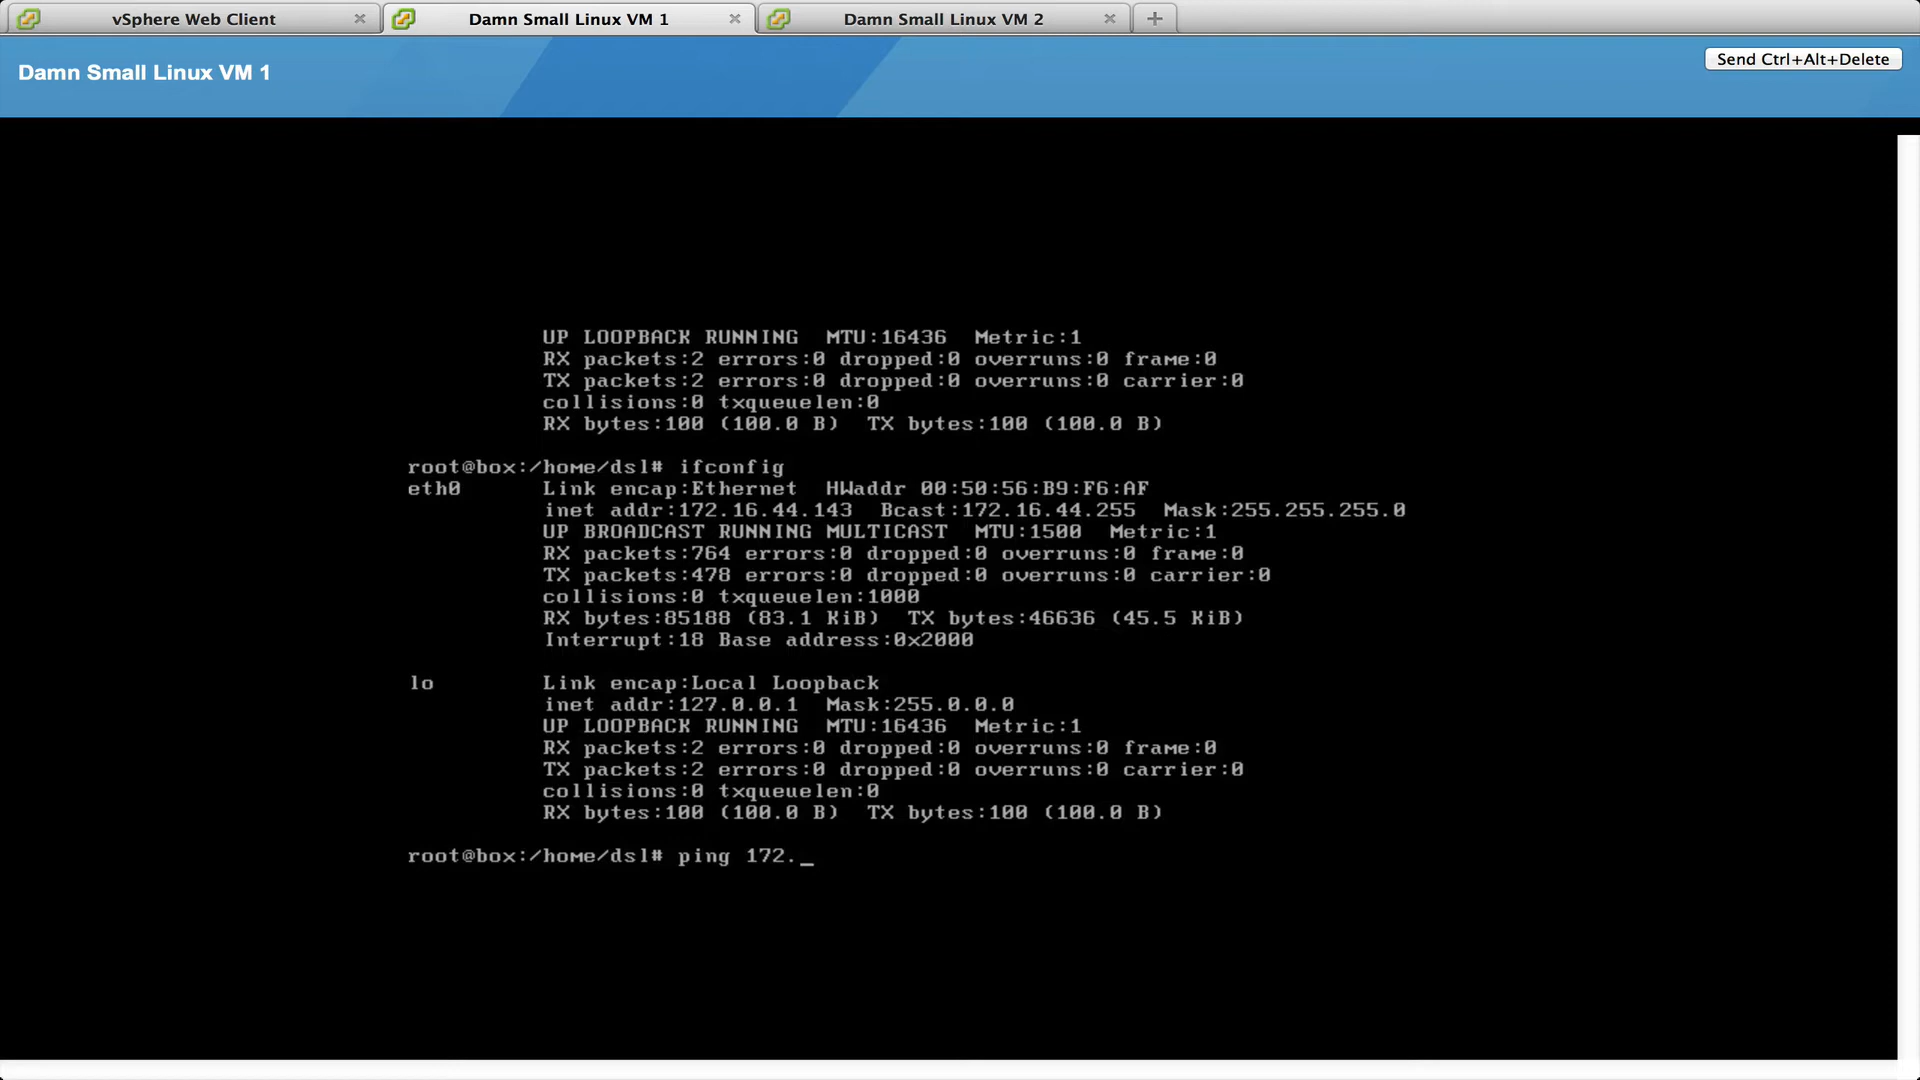 vSphere Web Client
Damn Small Linux VM 1
Damn Small Linux VM 2
Damn Small Linux VM 1
Send Ctrl+Alt+Delete
UP LOOPBACK RUNNING  MTU:16436  Metric:1
RX packets:2 errors:0 dropped:0 overruns:0 frame:0
TX packets:2 errors:0 dropped:0 overruns:0 carrier:0
collisions:0 txqueuelen:0
RX bytes:100 (100.0 B)  TX bytes:100 (100.0 B)
root@box:/home/dsl# ifconfig
eth0      Link encap:Ethernet  HWaddr 00:50:56:B9:F6:AF
inet addr:172.16.44.143  Bcast:172.16.44.255  Mask:255.255.255.0
UP BROADCAST RUNNING MULTICAST  MTU:1500  Metric:1
RX packets:764 errors:0 dropped:0 overruns:0 frame:0
TX packets:478 errors:0 dropped:0 overruns:0 carrier:0
collisions:0 txqueuelen:1000
RX bytes:85188 (83.1 KiB)  TX bytes:46636 (45.5 KiB)
Interrupt:18 Base address:0x2000
lo        Link encap:Local Loopback
inet addr:127.0.0.1  Mask:255.0.0.0
UP LOOPBACK RUNNING  MTU:16436  Metric:1
RX packets:2 errors:0 dropped:0 overruns:0 frame:0
TX packets:2 errors:0 dropped:0 overruns:0 carrier:0
collisions:0 txqueuelen:0
RX bytes:100 (100.0 B)  TX bytes:100 (100.0 B)
root@box:/home/dsl# ping 172._